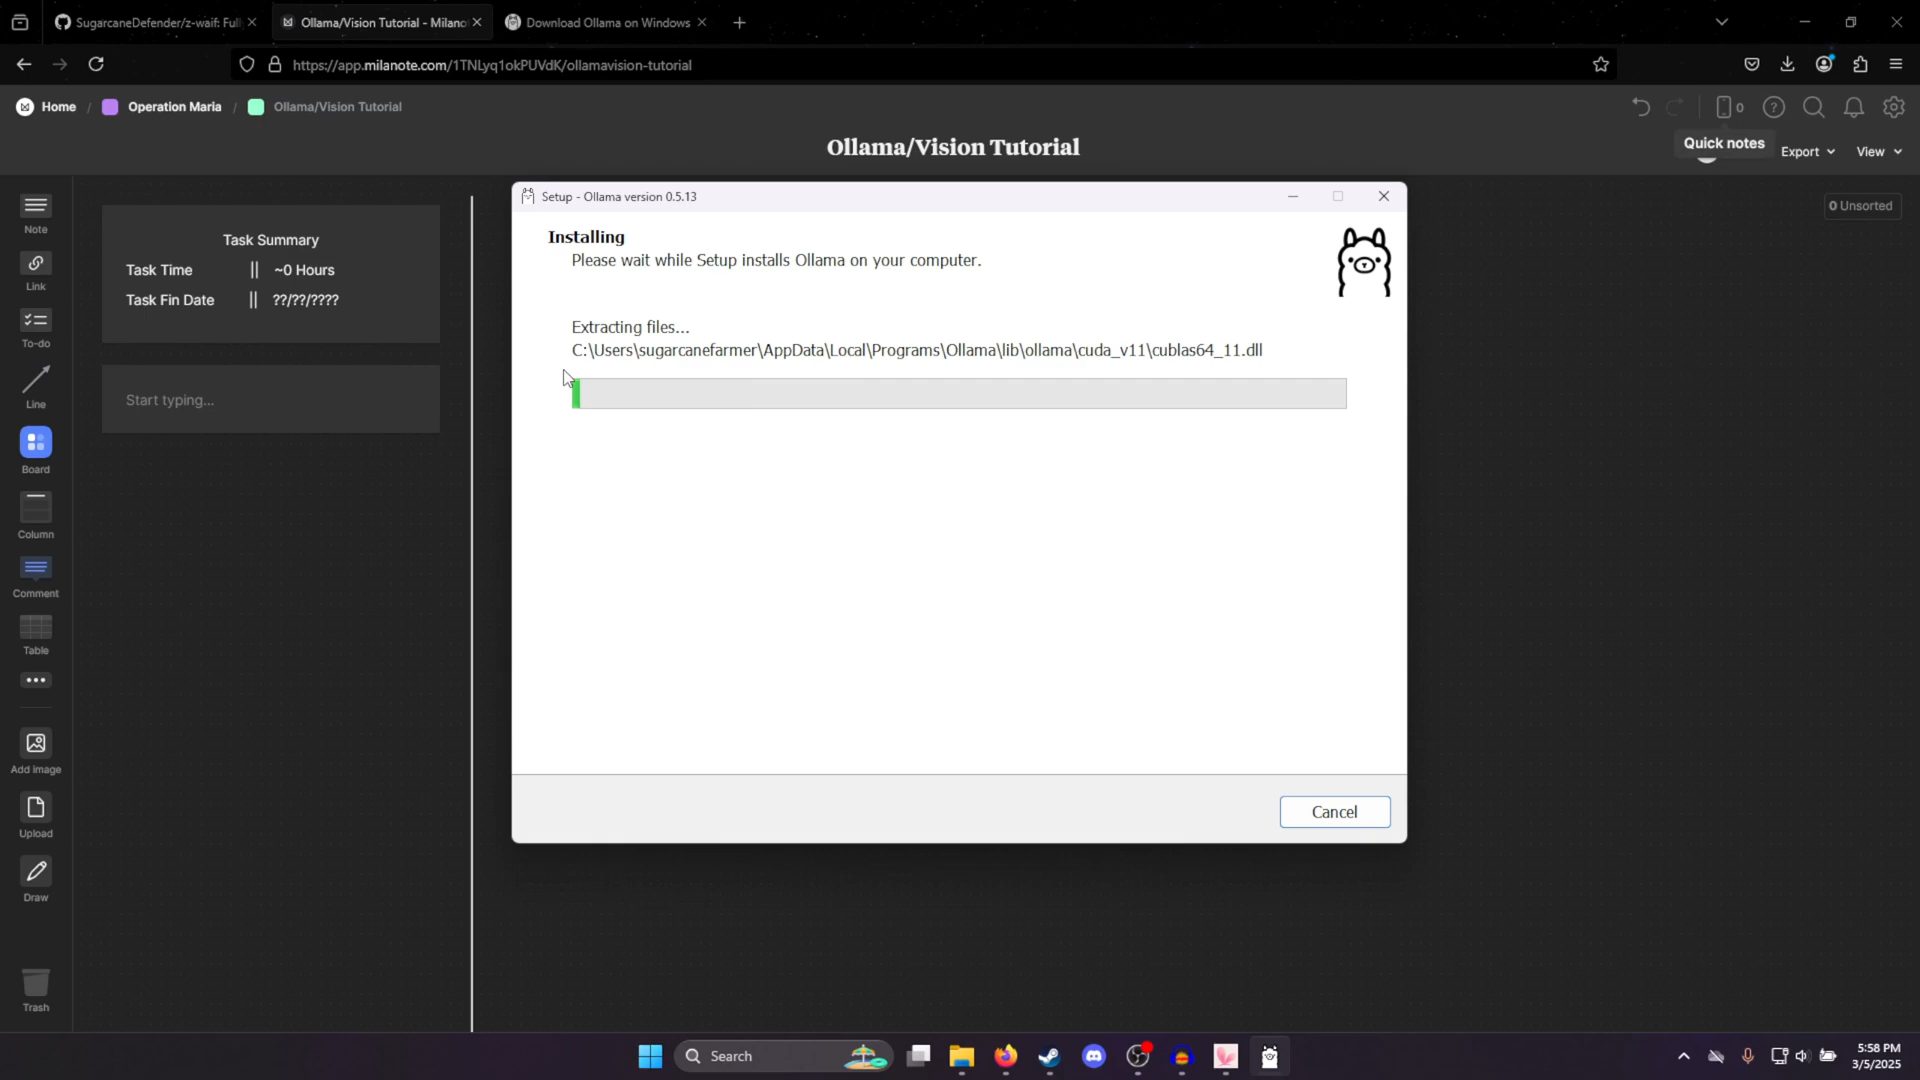 SugarcaneDefender/z-waif: Full
Ollama/Vision Tutorial - Milano
Download Ollama on Windows
https://app.milanote.com/1TNLyq1okPUVdK/ollamavision-tutorial
Home / Operation Maria / Ollama/Vision Tutorial
0
Ollama/Vision Tutorial
Quick notes
Export
View
0 Unsorted
Note
Link
To-do
Line
Board
Column
Comment
Table
Add image
Upload
Draw
Trash
Task Summary
Task Time || ~0 Hours
Task Fin Date || ??/??/????
Start typing...
Setup - Ollama version 0.5.13
Installing
Please wait while Setup installs Ollama on your computer.
Extracting files...
C:\Users\sugarcanefarmer\AppData\Local\Programs\Ollama\lib\ollama\cuda_v11\cublas64_11.dll
Cancel
Search
5:58 PM
3/5/2025